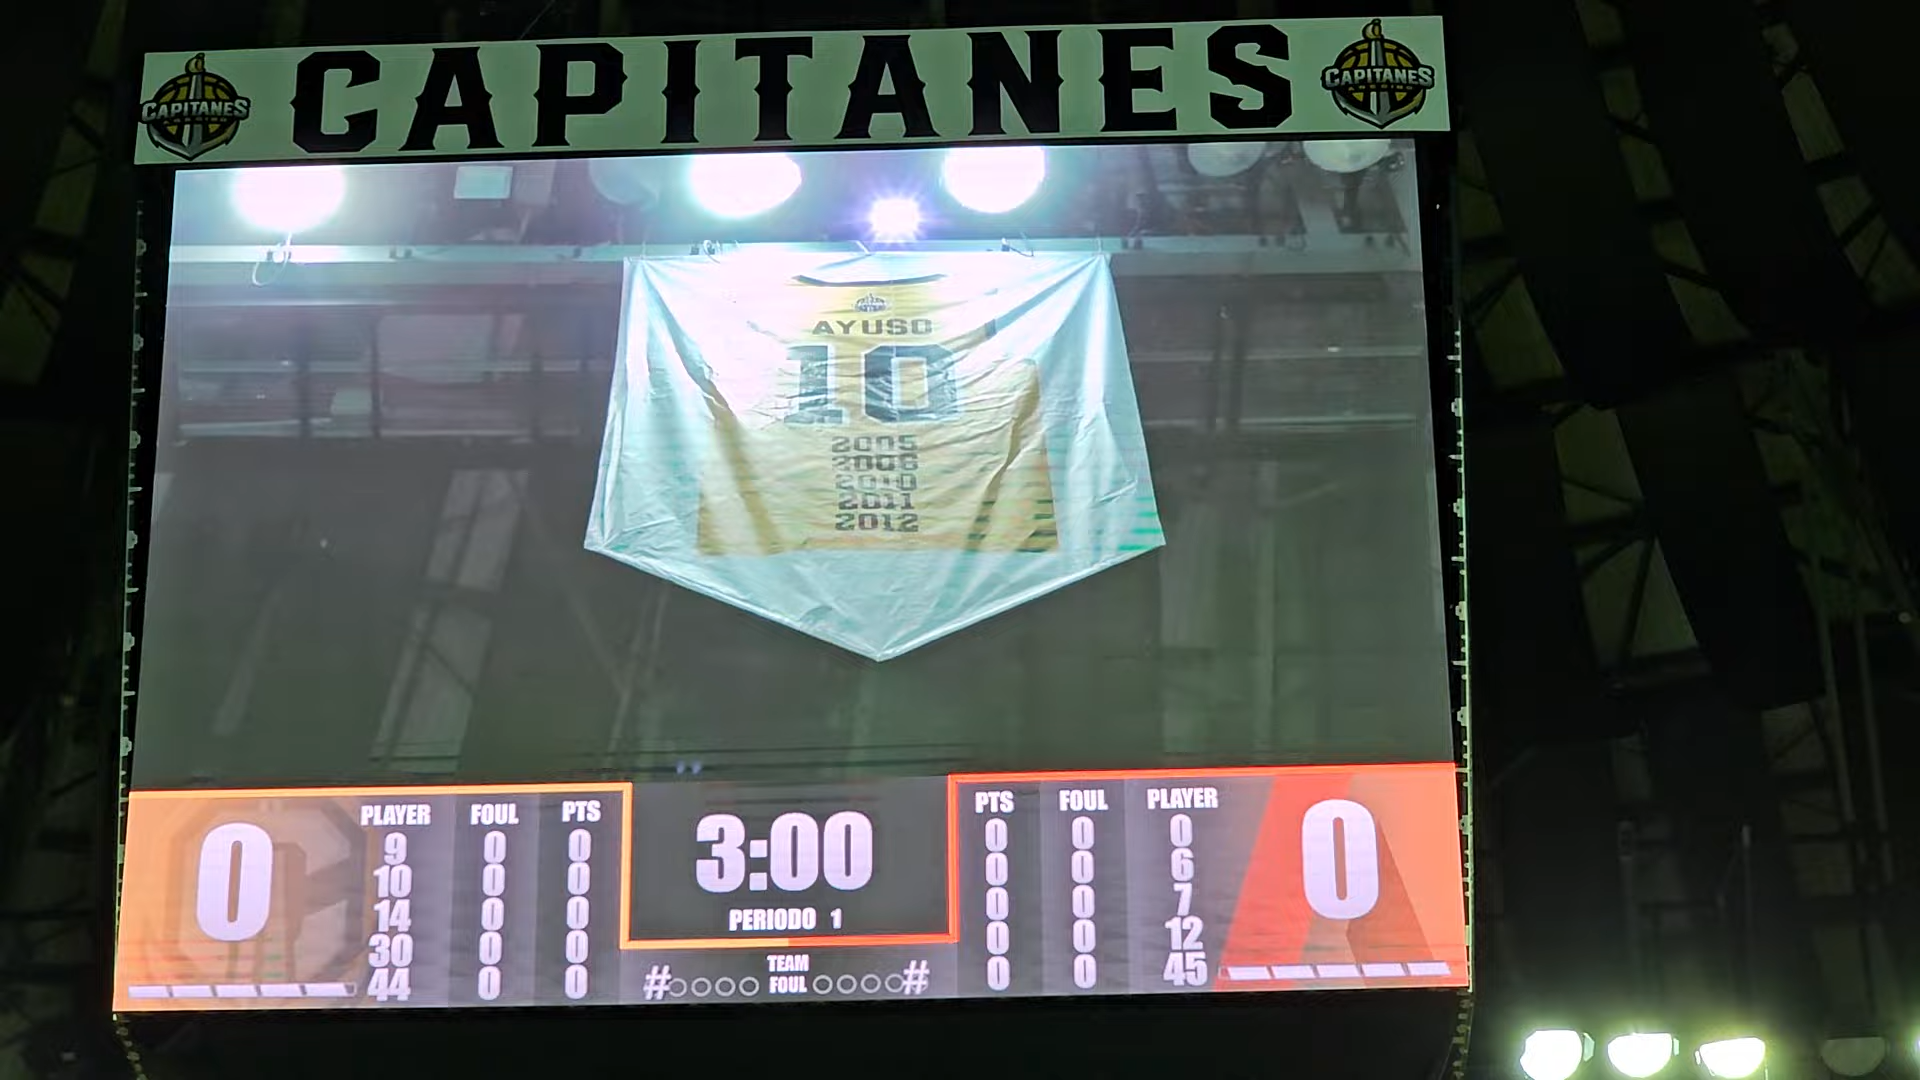 CAPITANES
CAPITANES
CAPITANES
AYUSO
10
2005
2006
2010
2011
2012
0
PLAYER FOUL PTS
9 0 0
10 0 0
14 0 0
30 0 0
44 0 0
3:00
PERIODO 1
TEAM
# FOUL #
PTS FOUL PLAYER
0 0 0
0 0 6
0 0 7
0 0 12
0 0 45
0